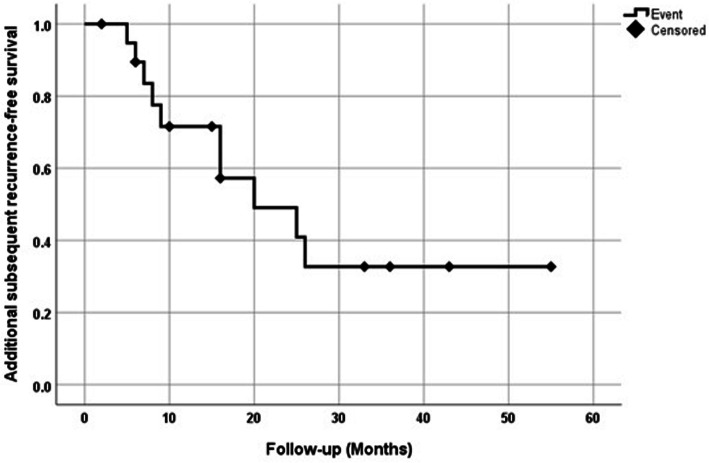 Event
Censored
Additional subsequent recurrence-free survival
1.0
0.8
0.6
0.4
0.2
0.0
0 10 20 30 40 50 60
Follow-up (Months)